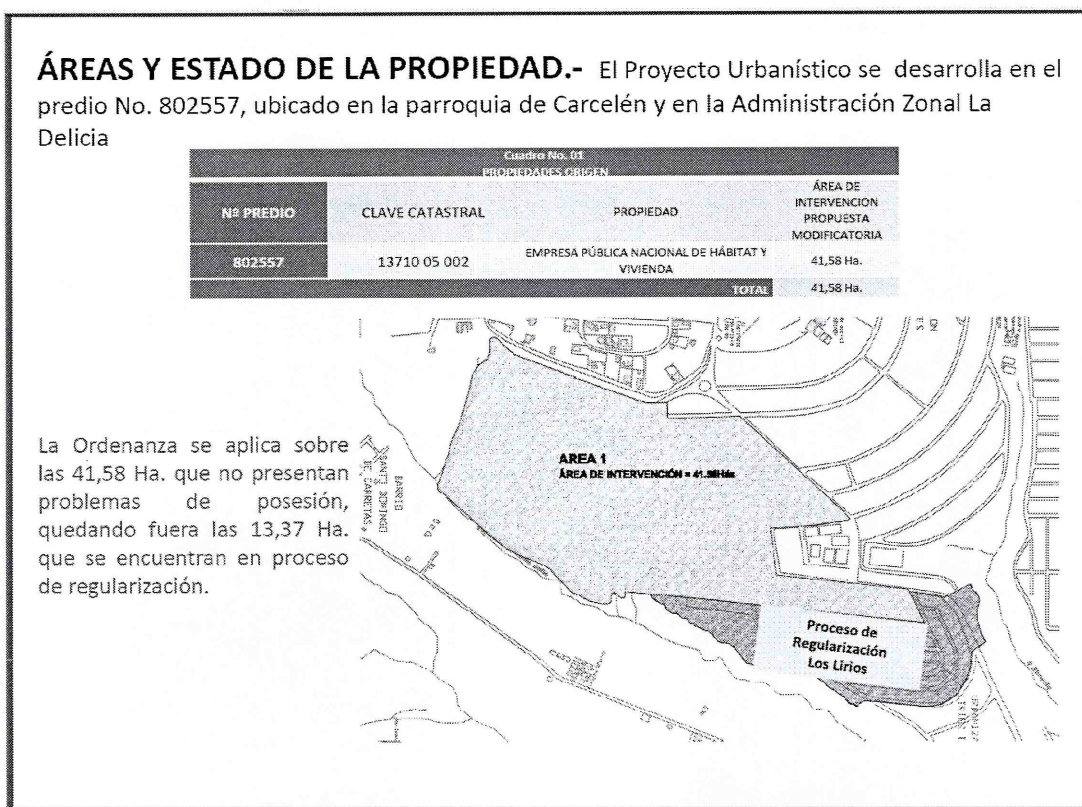 ÁREAS Y ESTADO DE LA PROPIEDAD.- El Proyecto Urbanístico se desarrolla en el
predio No. 802557, ubicado en la parroquia de Carcelén y en la Administración Zonal La
Delicia
Cuadro No. 01
PROPIEDADES ORIGEN
Nº PREDIO
CLAVE CATASTRAL
PROPIEDAD
ÁREA DE
INTERVENCION
PROPUESTA
MODIFICATORIA
802557
13710 05 002
EMPRESA PÚBLICA NACIONAL DE HÁBITAT Y
VIVIENDA
41,58 Ha.
TOTAL
41,58 Ha.
La Ordenanza se aplica sobre
las 41,58 Ha. que no presentan
problemas de posesión,
quedando fuera las 13,37 Ha.
que se encuentran en proceso
de regularización.
AREA 1
ÁREA DE INTERVENCIÓN =
BARRIO
SANTO DOMINGO
DE CARRETAS
Proceso de
Regularización
Los Lirios